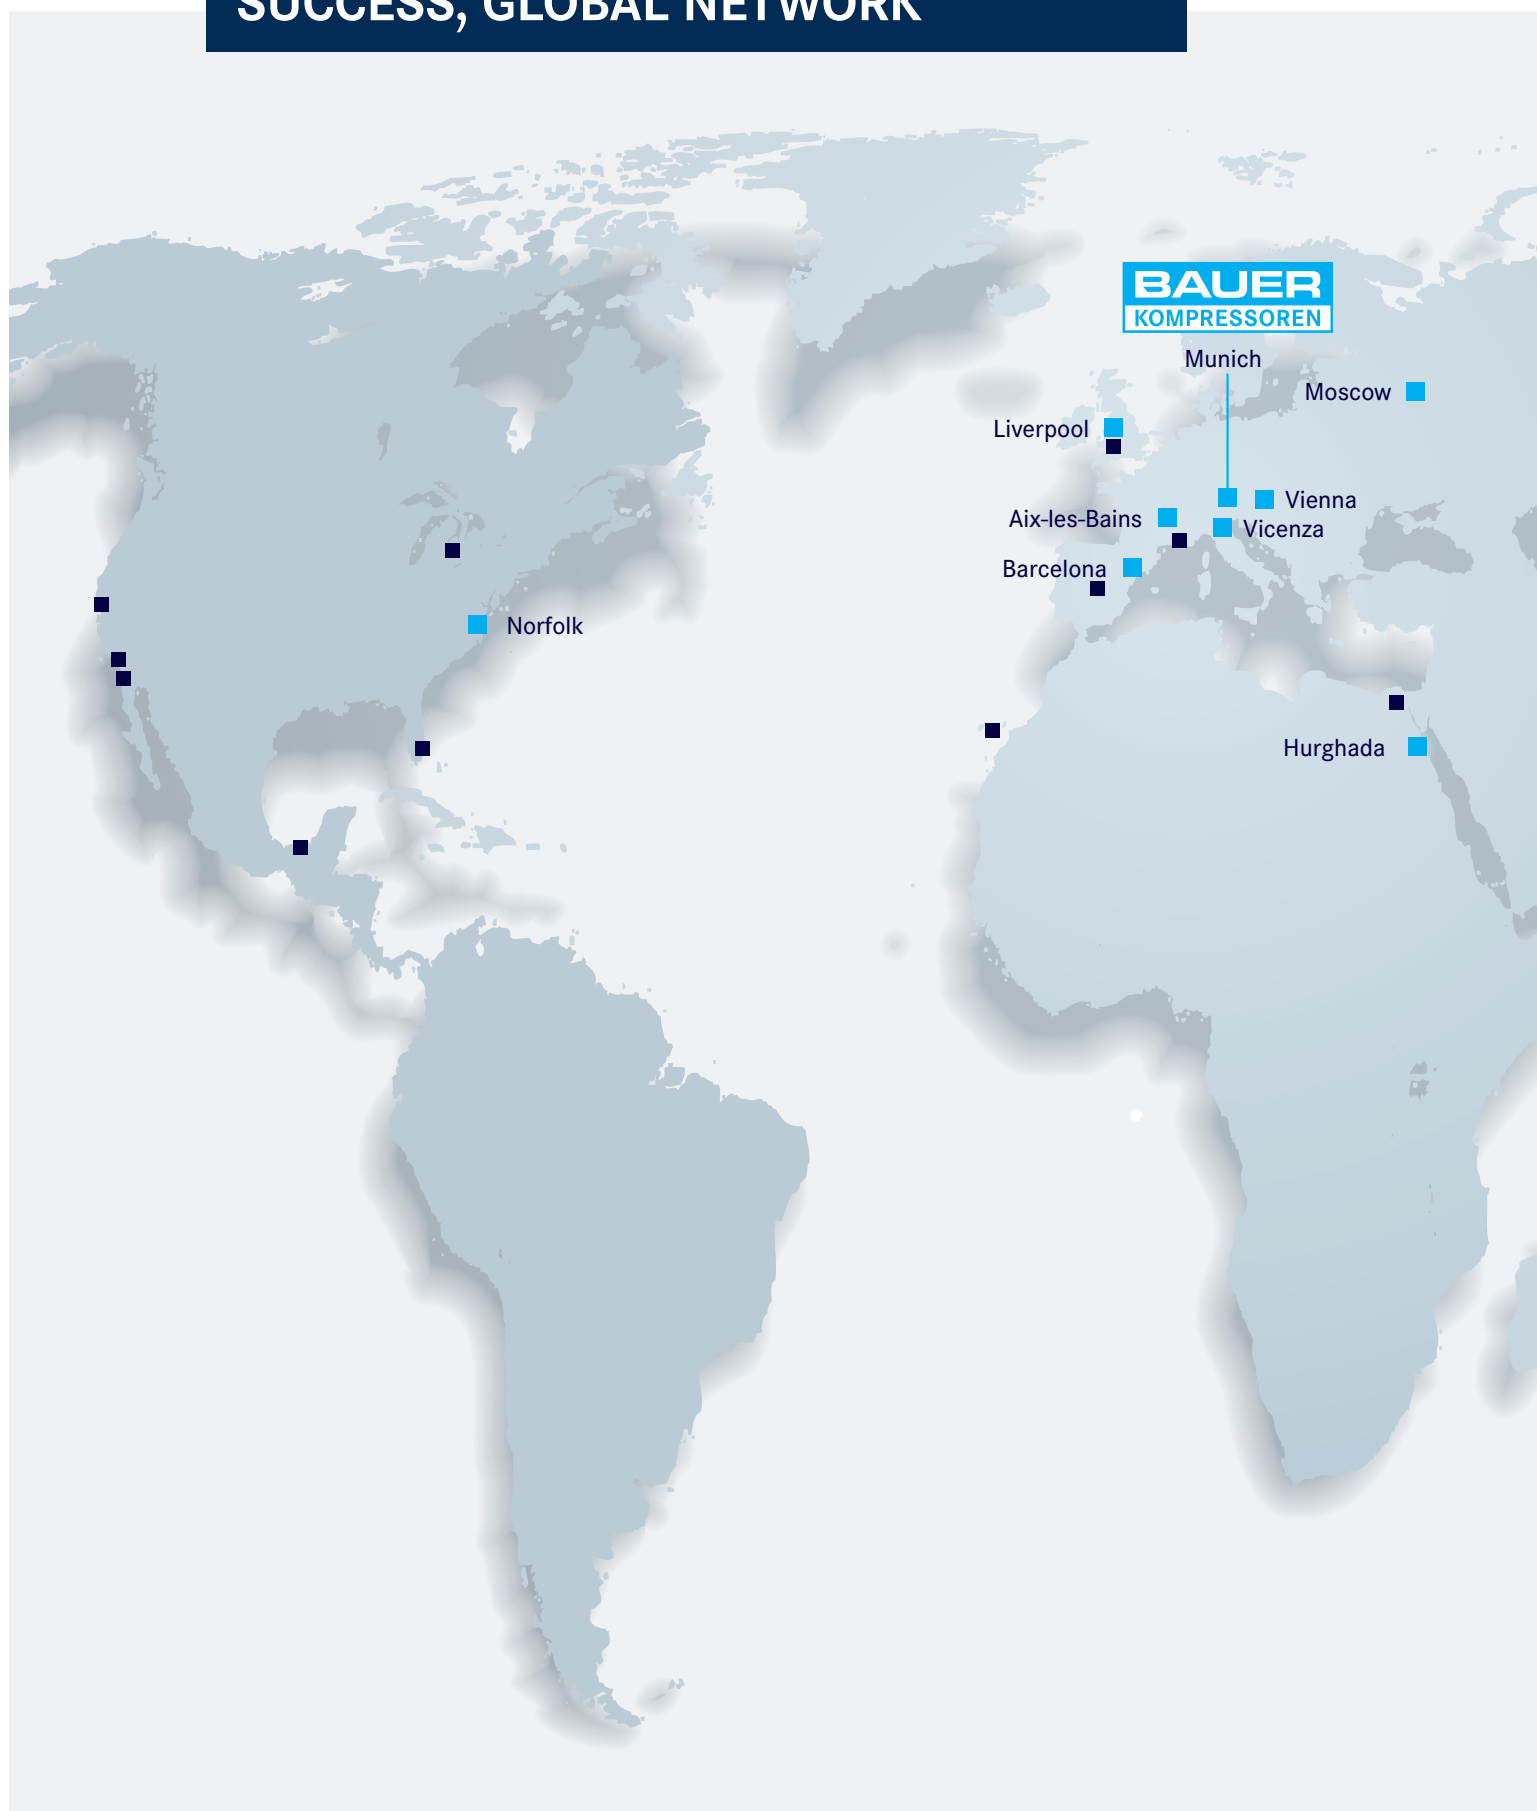 SUCCESS, GLOBAL NETWORK
BAUER
KOMPRESSOREN
Munich
Moscow
Liverpool
Vienna
Aix-les-Bains
Vicenza
Barcelona
Norfolk
Hurghada